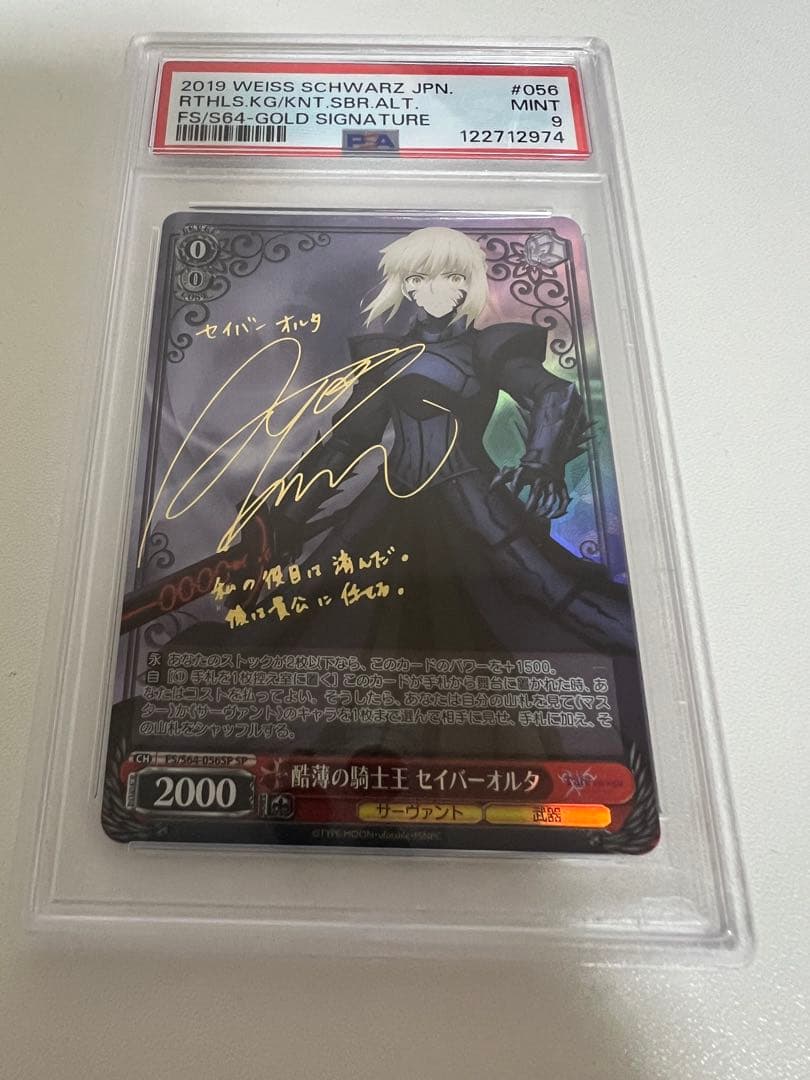 2019 WEISS SCHWARZ JPN. #056
RTHLS.KG/KNT.SBR.ALT. MINT
FS/S64-GOLD SIGNATURE 9
PSA 122712974
0
0
セイバー オルタ
私の役目は済んだ。
後は貴公に任せる。
永 あなたのストックが2枚以下なら、このカードのパワーを+1500。
自 [(1) 手札を1枚控え室に置く] このカードが手札から舞台に置かれた時、あ
なたはコストを払ってよい。そうしたら、あなたは自分の山札を見て《マス
ター》か《サーヴァント》のキャラを1枚まで選んで相手に見せ、手札に加え、そ
の山札をシャッフルする。
CH FS/S64-056SP SP
2000 1 酷薄の騎士王 セイバーオルタ
サーヴァント 武器
©TYPE-MOON・ufotable・FSNPC